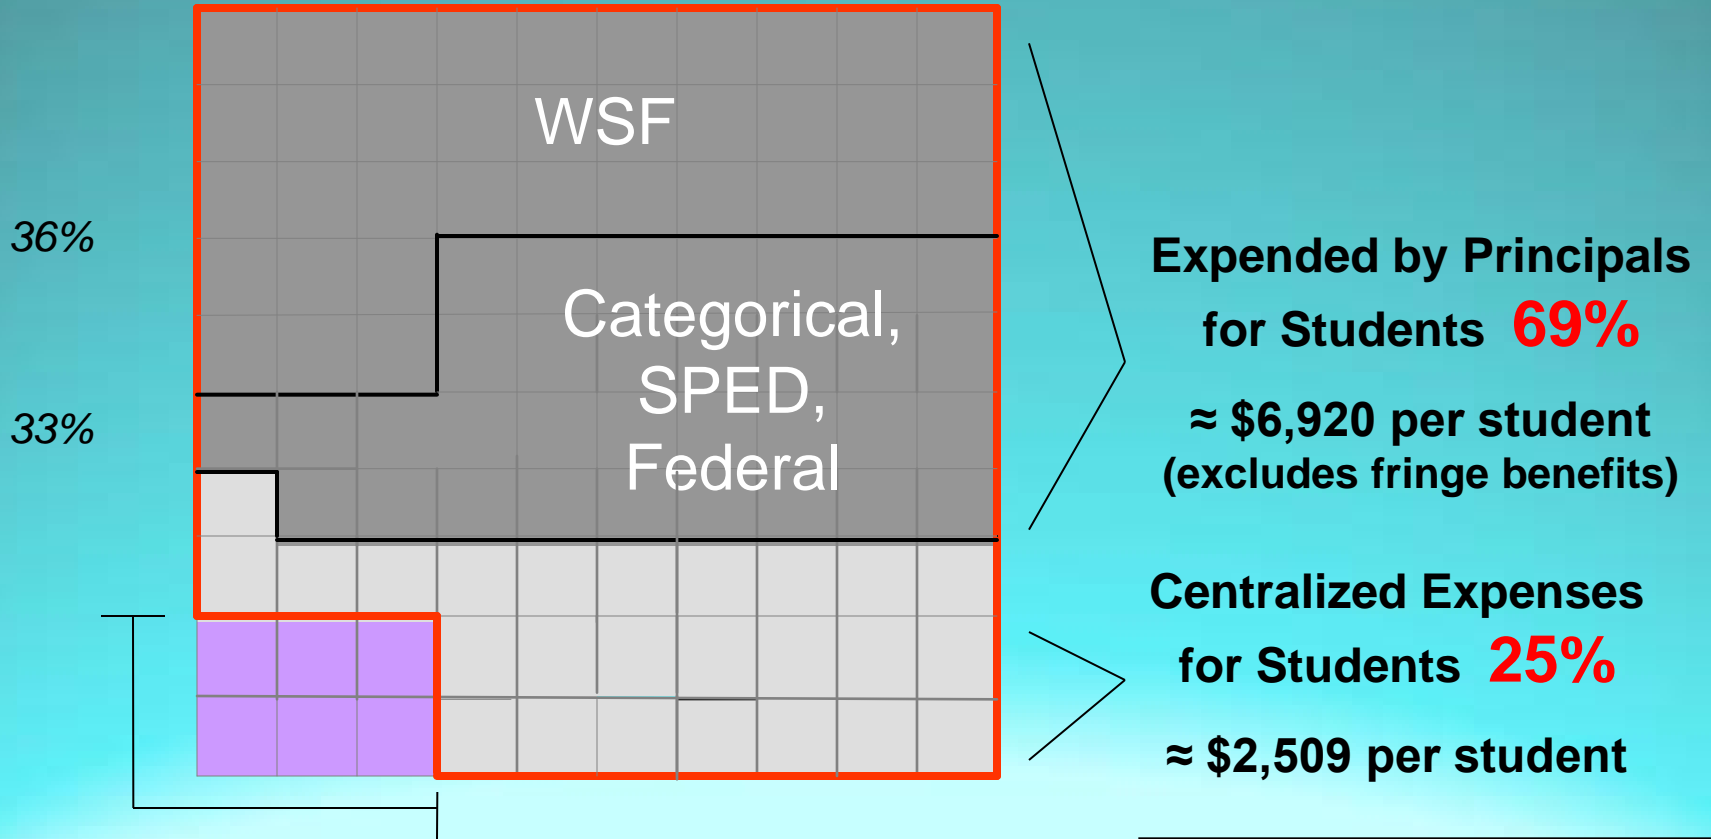 WSF
36%
Categorical,
SPED,
Federal
33%
Expended by Principals
for Students 69%
≈ $6,920 per student
(excludes fringe benefits)
Centralized Expenses
for Students 25%
≈ $2,509 per student